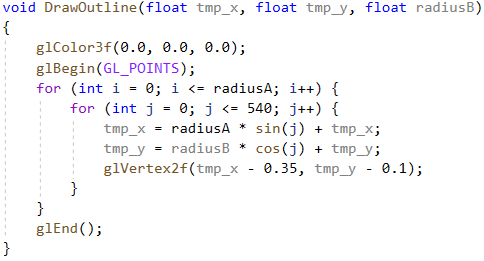 void DrawOutline(float tmp_x, float tmp_y, float radiusB)
{
    glColor3f(0.0, 0.0, 0.0);
    glBegin(GL_POINTS);
    for (int i = 0; i <= radiusA; i++) {
        for (int j = 0; j <= 540; j++) {
            tmp_x = radiusA * sin(j) + tmp_x;
            tmp_y = radiusB * cos(j) + tmp_y;
            glVertex2f(tmp_x - 0.35, tmp_y - 0.1);
        }
    }
    glEnd();
}